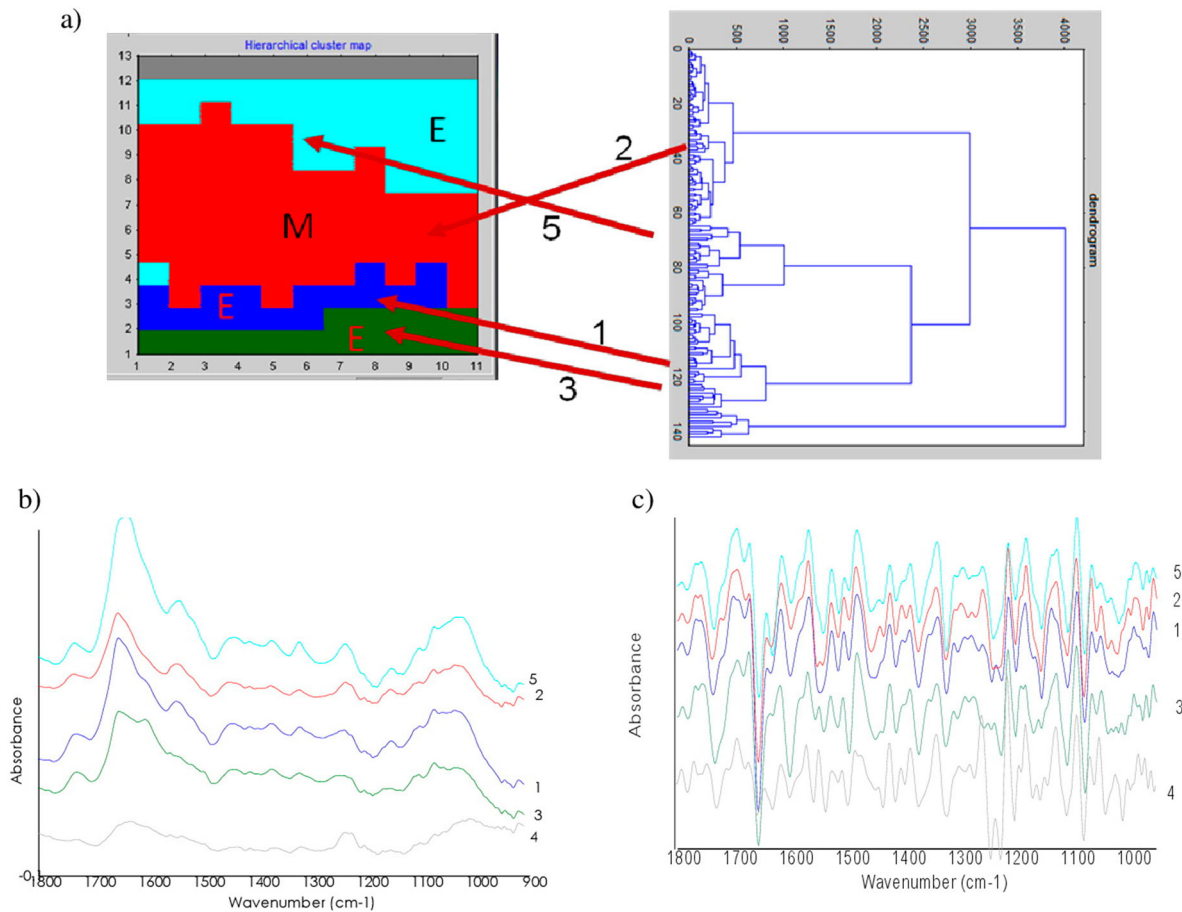 a)
Hierarchical cluster map
13
12
11
10
9
8
7
6
5
4
3
2
1
1 2 3 4 5 6 7 8 9 10 11
E
M
E
E
2
5
1
3
0 500 1000 1500 2000 2500 3000 3500 4000
0
20
40
60
80
100
120
140
dendrogram
b)
Absorbance
-0
5
2
1
3
4
1800 1700 1600 1500 1400 1300 1200 1100 1000 900
Wavenumber (cm-1)
c)
Absorbance
5
2
1
3
4
1800 1700 1600 1500 1400 1300 1200 1100 1000
Wavenumber (cm-1)